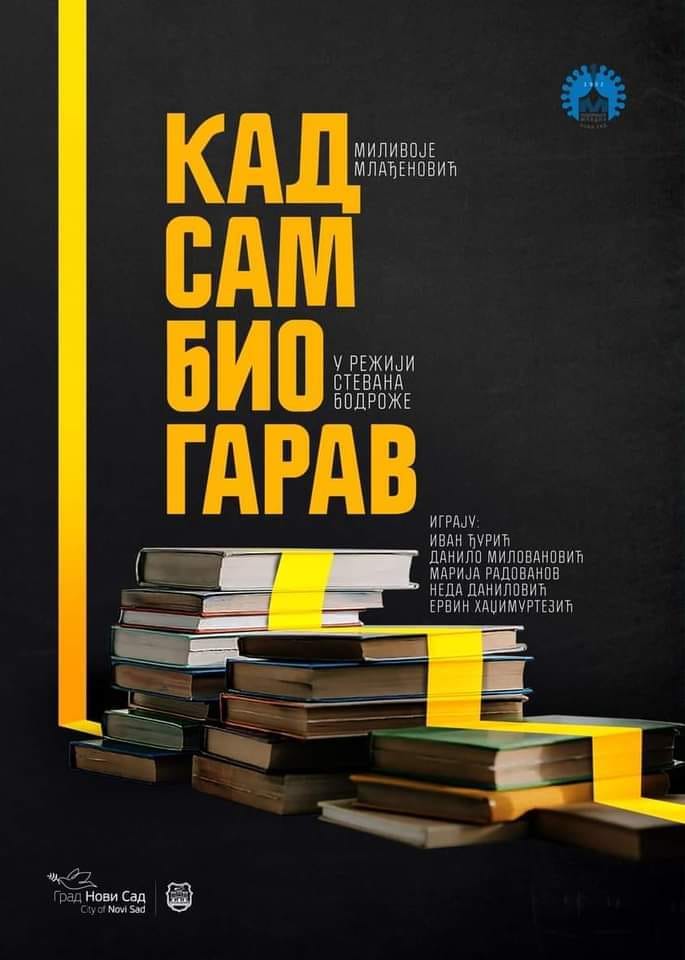 КАД
САМ
БИО
ГАРАВ
МИЛИВОЈЕ
МЛАЂЕНОВИЋ
У РЕЖИЈИ
СТЕВАНА
БОДРОЖЕ
ИГРАЈУ:
ИВАН ЂУРИЋ
ДАНИЛО МИЛОВАНОВИЋ
МАРИЈА РАДОВАНОВ
НЕДА ДАНИЛОВИЋ
ЕРВИН ХАЏИМУРТЕЗИЋ
Град Нови Сад
City of Novi Sad